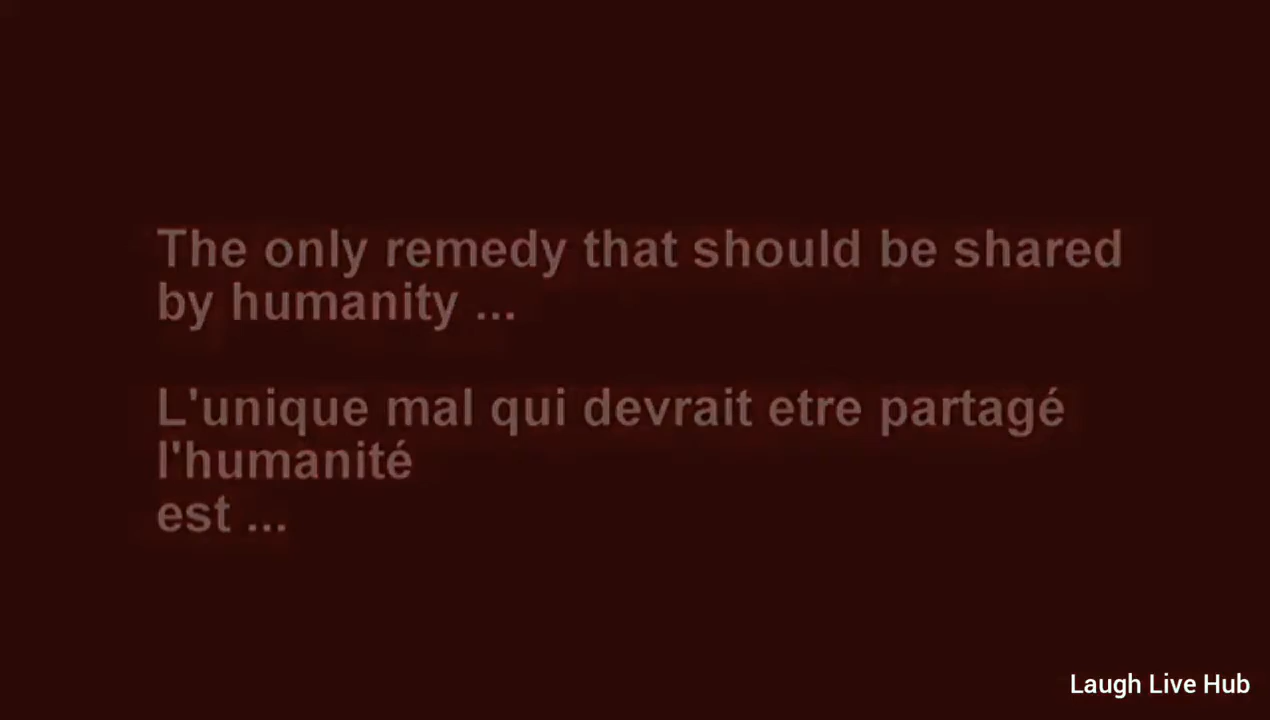 The only remedy that should be shared
by humanity ...
L'unique mal qui devrait etre partagé
l'humanité
est ...
Laugh Live Hub